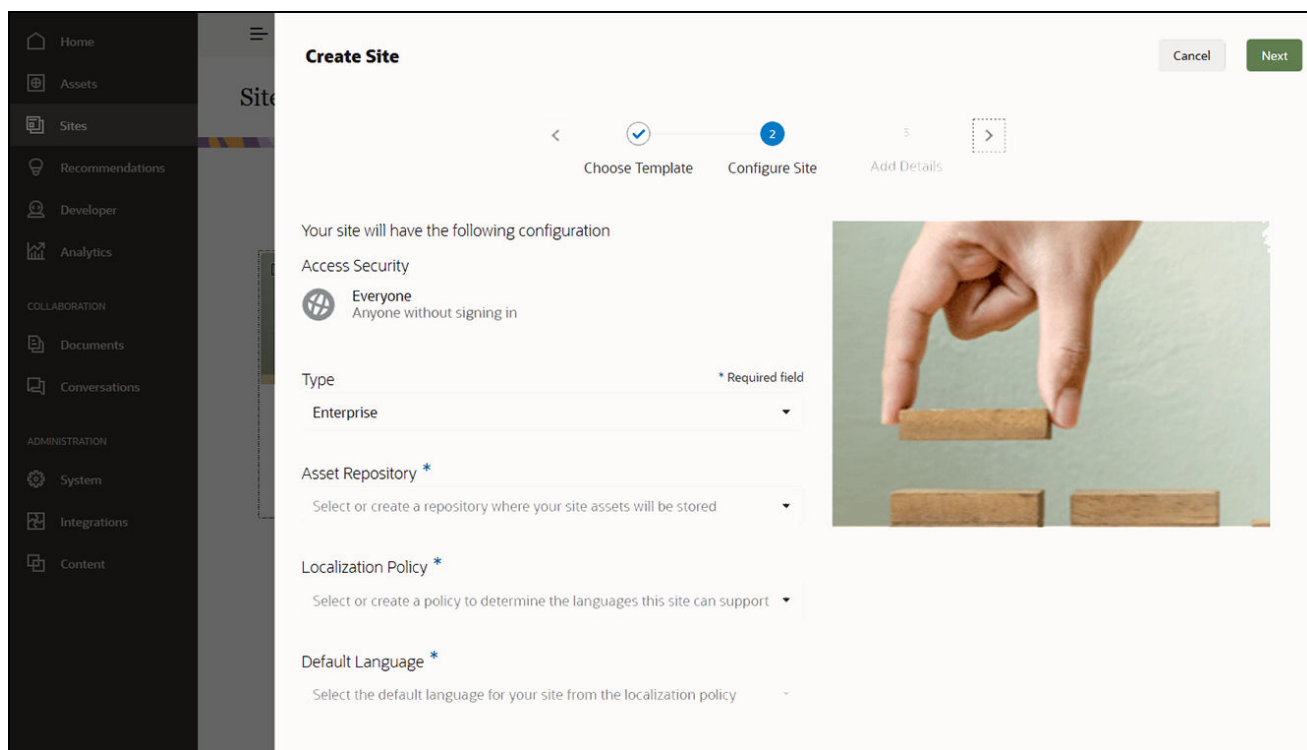 Home
Assets
Sites
Recommendations
Developer
Analytics
COLLABORATION
Documents
Conversations
ADMINISTRATION
System
Integrations
Content
Site
Create Site
Cancel
Next
2
3
Choose Template
Configure Site
Add Details
Your site will have the following configuration
Access Security
Everyone
Anyone without signing in
Type
* Required field
Enterprise
Asset Repository *
Select or create a repository where your site assets will be stored
Localization Policy *
Select or create a policy to determine the languages this site can support
Default Language *
Select the default language for your site from the localization policy